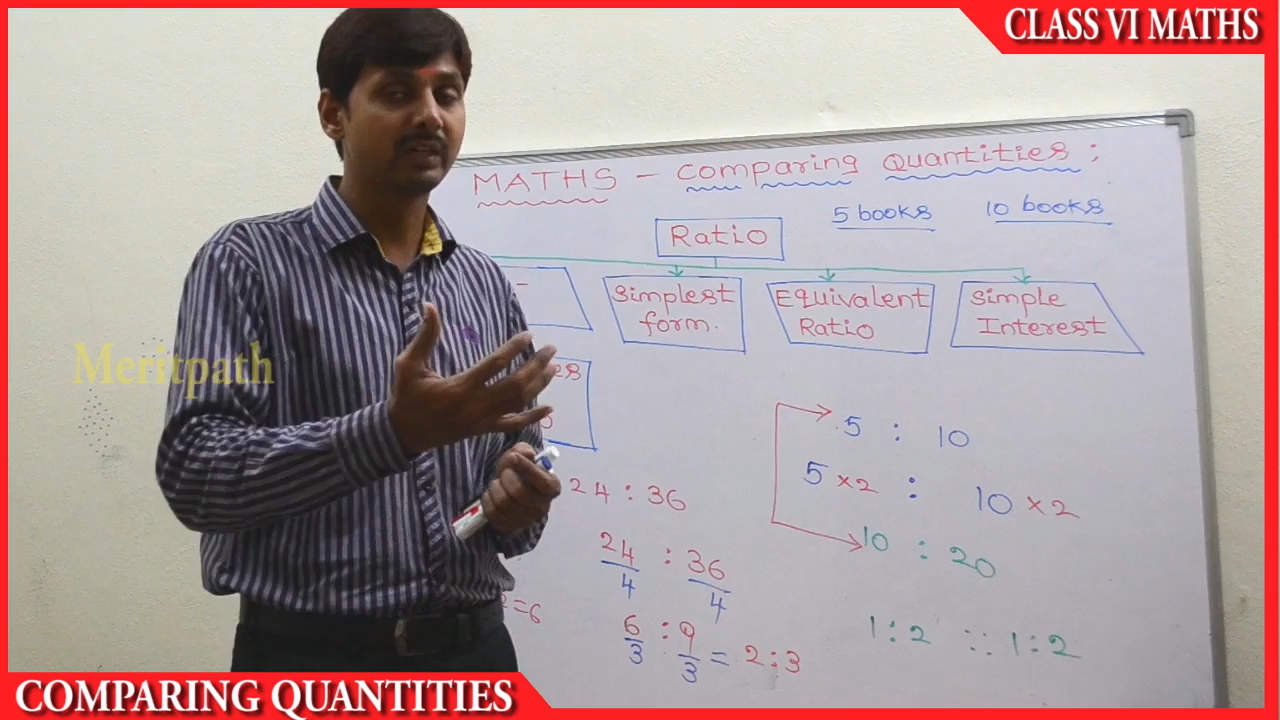 CLASS VI MATHS
MATHS - Comparing Quantities:
5 books 10 books
Ratio
Simplest
form.
Equivalent
Ratio
Simple
Interest
Meritpath
5 : 10
5 ×2 : 10 ×2
10 : 20
1:2 :: 1:2
24 : 36
24/4 : 36/4
6/3 : 9/3 = 2:3
=6
COMPARING QUANTITIES